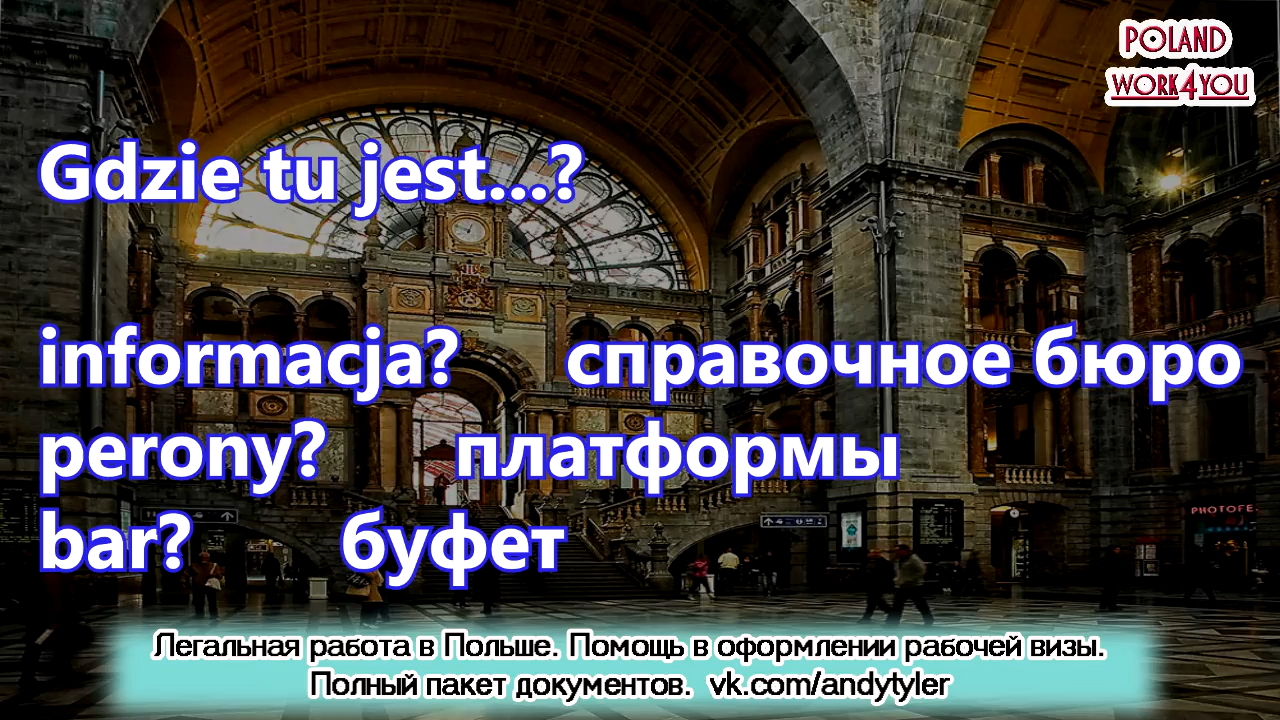 POLAND
WORK4YOU
Gdzie tu jest...?
informacja? справочное бюро
perony? платформы
bar? буфет
PHOTOFE
Легальная работа в Польше. Помощь в оформлении рабочей визы.
Полный пакет документов. vk.com/andytyler